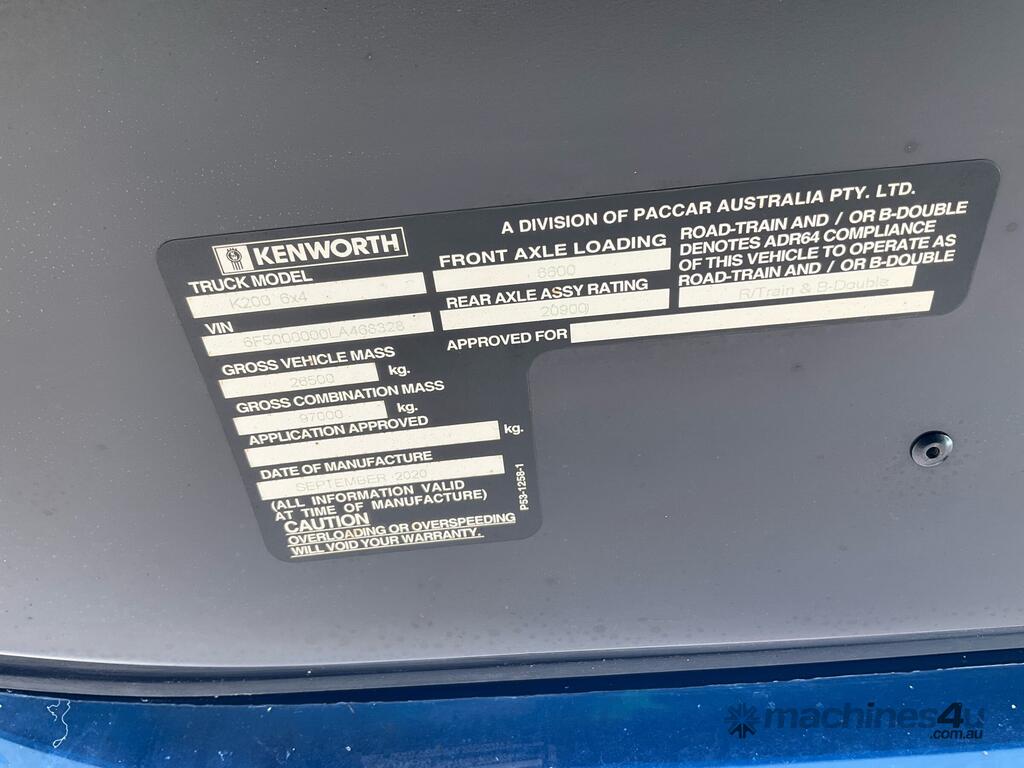 KENWORTH
A DIVISION OF PACCAR AUSTRALIA PTY. LTD.
TRUCK MODEL
K200 6x4
VIN
GROSS VEHICLE MASS
26500 kg.
GROSS COMBINATION MASS
97000 kg.
APPLICATION APPROVED
kg.
DATE OF MANUFACTURE
SEPTEMBER 2020
(ALL INFORMATION VALID
AT TIME OF MANUFACTURE)
CAUTION
OVERLOADING OR OVERSPEEDING
WILL VOID YOUR WARRANTY.
P53-1258-1
FRONT AXLE LOADING
6600
REAR AXLE ASSY RATING
20900
APPROVED FOR
ROAD-TRAIN AND / OR B-DOUBLE
DENOTES ADR64 COMPLIANCE
OF THIS VEHICLE TO OPERATE AS
ROAD-TRAIN AND / OR B-DOUBLE
R/Train & B-Double
machines4u
.com.au